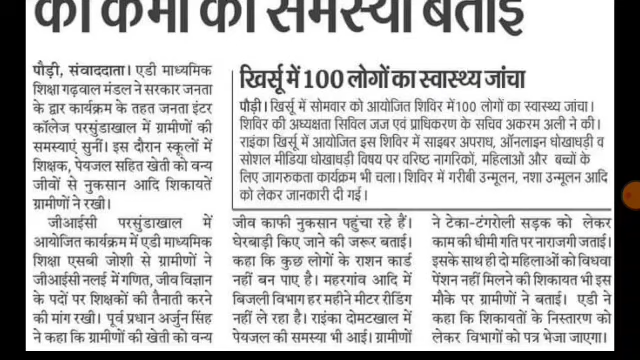 की कमी की समस्या बताई
पौड़ी, संवाददाता। एडी माध्यमिक
शिक्षा गढ़वाल मंडल ने सरकार जनता
के द्वार कार्यक्रम के तहत जनता इंटर
कॉलेज परसुंडाखाल में ग्रामीणों की
समस्याएं सुनीं। इस दौरान स्कूलों में
शिक्षक, पेयजल सहित खेती को वन्य
जीवों से नुकसान आदि शिकायतें
ग्रामीणों ने रखी।
जीआईसी परसुंडाखाल में
आयोजित कार्यक्रम में एडी माध्यमिक
शिक्षा एसबी जोशी से ग्रामीणों ने
जीआईसी नलई में गणित, जीव विज्ञान
के पदों पर शिक्षकों की तैनाती करने
की मांग रखी। पूर्व प्रधान अर्जुन सिंह
ने कहा कि ग्रामीणों की खेती को वन्य
खिर्सू में 100 लोगों का स्वास्थ्य जांचा
पौड़ी। खिर्सू में सोमवार को आयोजित शिविर में 100 लोगों का स्वास्थ्य जांचा।
शिविर की अध्यक्षता सिविल जज एवं प्राधिकरण के सचिव अकरम अली ने की।
राइंका खिर्सू में आयोजित इस शिविर में साइबर अपराध, ऑनलाइन धोखाधड़ी व
सोशल मीडिया धोखाधड़ी विषय पर वरिष्ठ नागरिकों, महिलाओं और बच्चों के
लिए जागरुकता कार्यक्रम भी चला। शिविर में गरीबी उन्मूलन, नशा उन्मूलन आदि
को लेकर जानकारी दी गई।
जीव काफी नुकसान पहुंचा रहे हैं।
घेरबाड़ी किए जाने की जरूर बताई।
कहा कि कुछ लोगों के राशन कार्ड
नहीं बन पाए है। महरगांव आदि में
बिजली विभाग हर महीने मीटर रीडिंग
नहीं ले रहा है। राइंका दोमटखाल में
पेयजल की समस्या भी आई। ग्रामीणों
ने टेका-टंगरोली सड़क को लेकर
काम की धीमी गति पर नाराजगी जताई।
इसके साथ ही दो महिलाओं को विधवा
पेंशन नहीं मिलने की शिकायत भी इस
मौके पर ग्रामीणों ने बताई। एडी ने
कहा कि शिकायतों के निस्तारण को
लेकर विभागों को पत्र भेजा जाएगा।